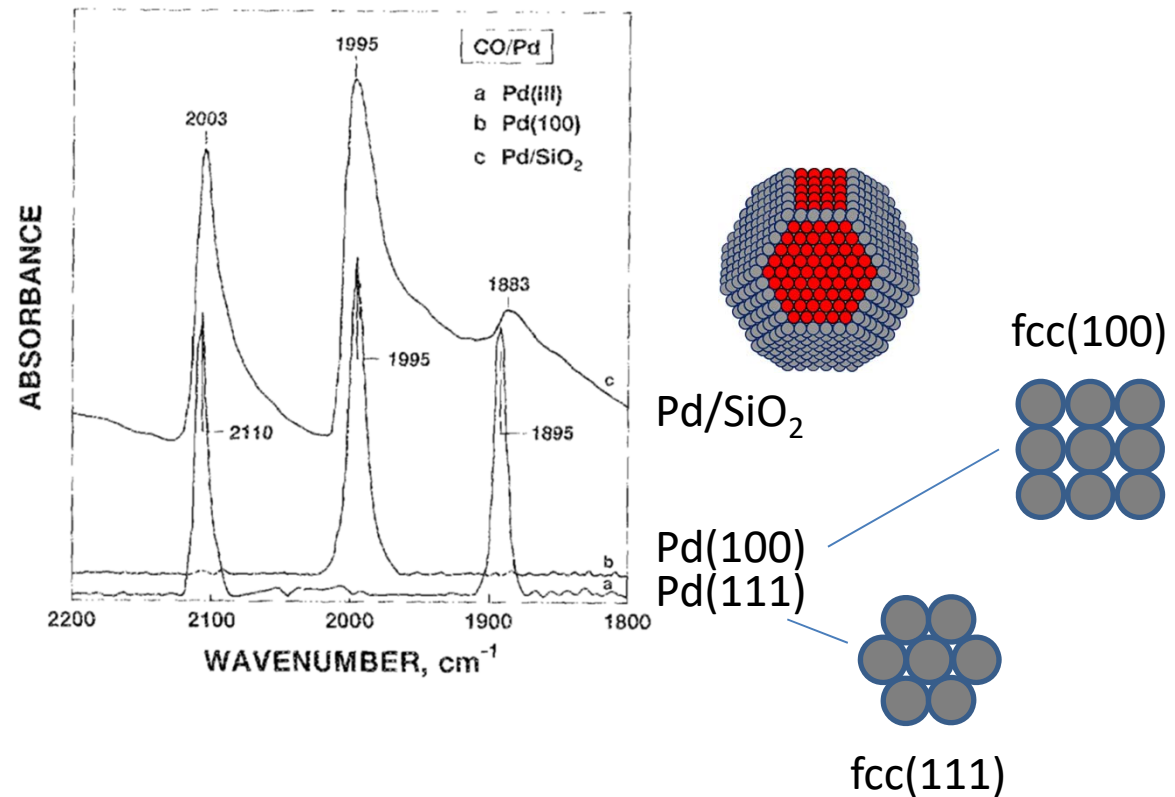 1995
CO/Pd
a Pd(ill)
b Pd(100)
c Pd/SiO₂
2003
1883
1995
2110
1895
c
b
a
ABSORBANCE
2200 2100 2000 1900 1800
WAVENUMBER, cm⁻¹
Pd/SiO₂
Pd(100)
Pd(111)
fcc(100)
fcc(111)